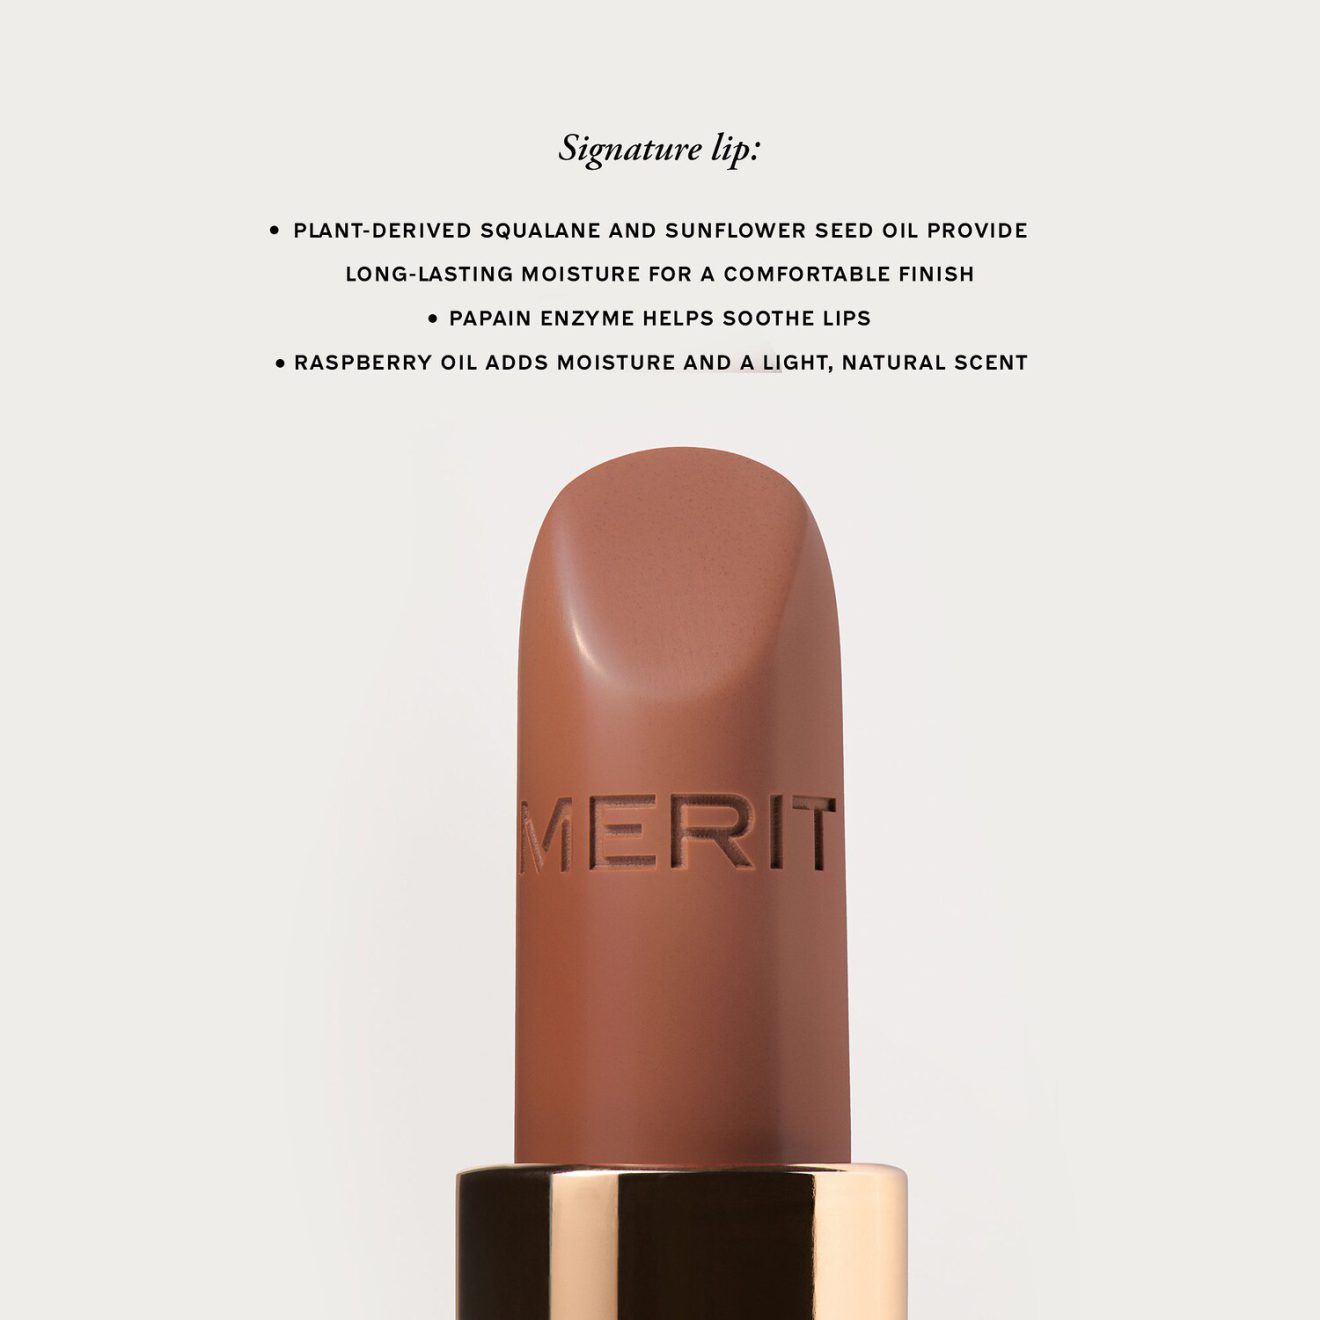 Signature lip:
• PLANT-DERIVED SQUALANE AND SUNFLOWER SEED OIL PROVIDE
LONG-LASTING MOISTURE FOR A COMFORTABLE FINISH
• PAPAIN ENZYME HELPS SOOTHE LIPS
• RASPBERRY OIL ADDS MOISTURE AND A LIGHT, NATURAL SCENT
MERIT